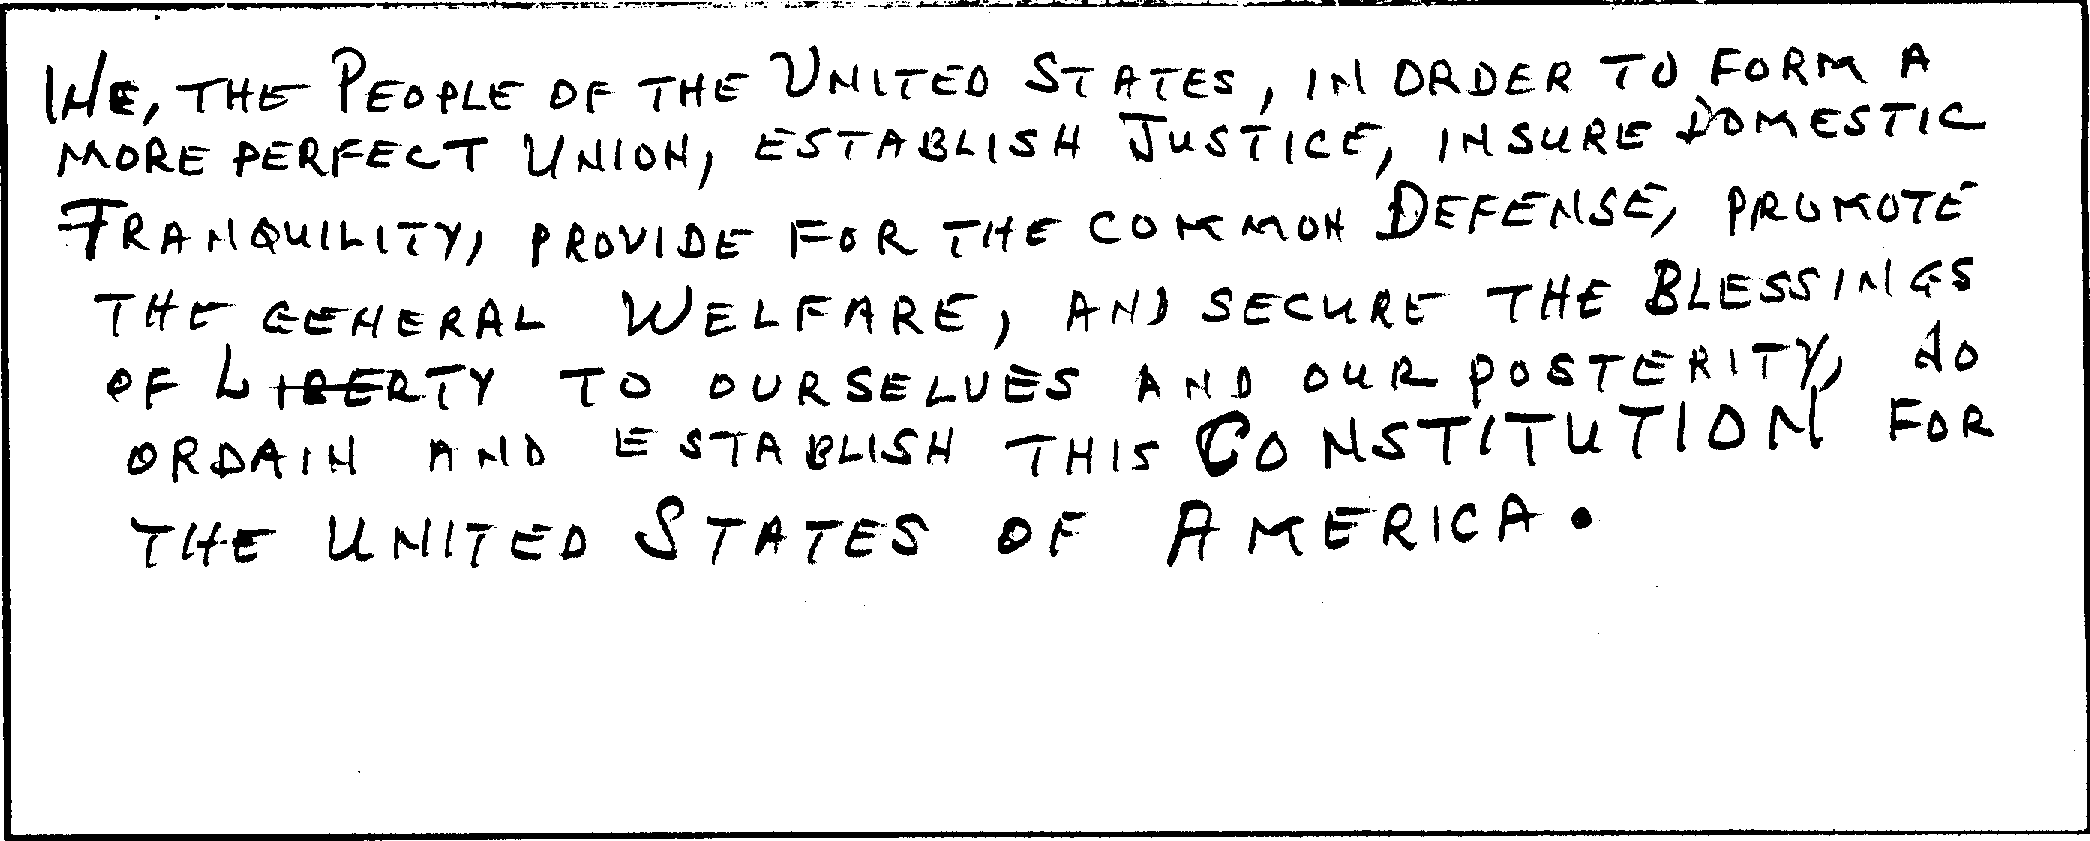 WE, THE PEOPLE OF THE UNITED STATES, IN ORDER TO FORM A
MORE PERFECT UNION, ESTABLISH JUSTICE, INSURE DOMESTIC
TRANQUILITY, PROVIDE FOR THE COMMON DEFENSE, PROMOTE
THE GENERAL WELFARE, AND SECURE THE BLESSINGS
OF LIBERTY TO OURSELVES AND OUR POSTERITY, dO
ORDAIN AND ESTABLISH THIS CONSTITUTION FOR
THE UNITED STATES OF AMERICA.